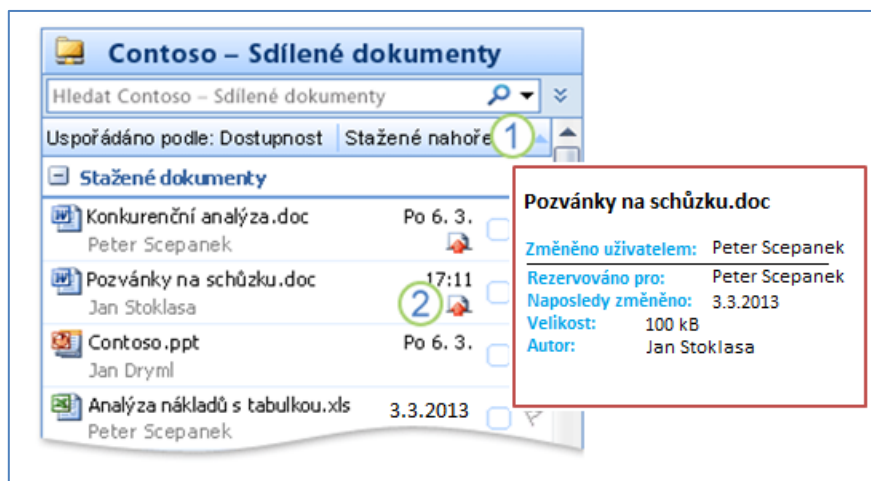 Contoso – Sdílené dokumenty
Hledat Contoso – Sdílené dokumenty
Uspořádáno podle: Dostupnost Stažené nahoře 1
Stažené dokumenty
Konkurenční analýza.doc Po 6. 3.
Peter Scepanek
Pozvánky na schůzku.doc 17:11
Jan Stoklasa 2
Contoso.ppt Po 6. 3.
Jan Dryml
Analýza nákladů s tabulkou.xls 3.3.2013
Peter Scepanek
Pozvánky na schůzku.doc
Změněno uživatelem: Peter Scepanek
Rezervováno pro: Peter Scepanek
Naposledy změněno: 3.3.2013
Velikost: 100 kB
Autor: Jan Stoklasa